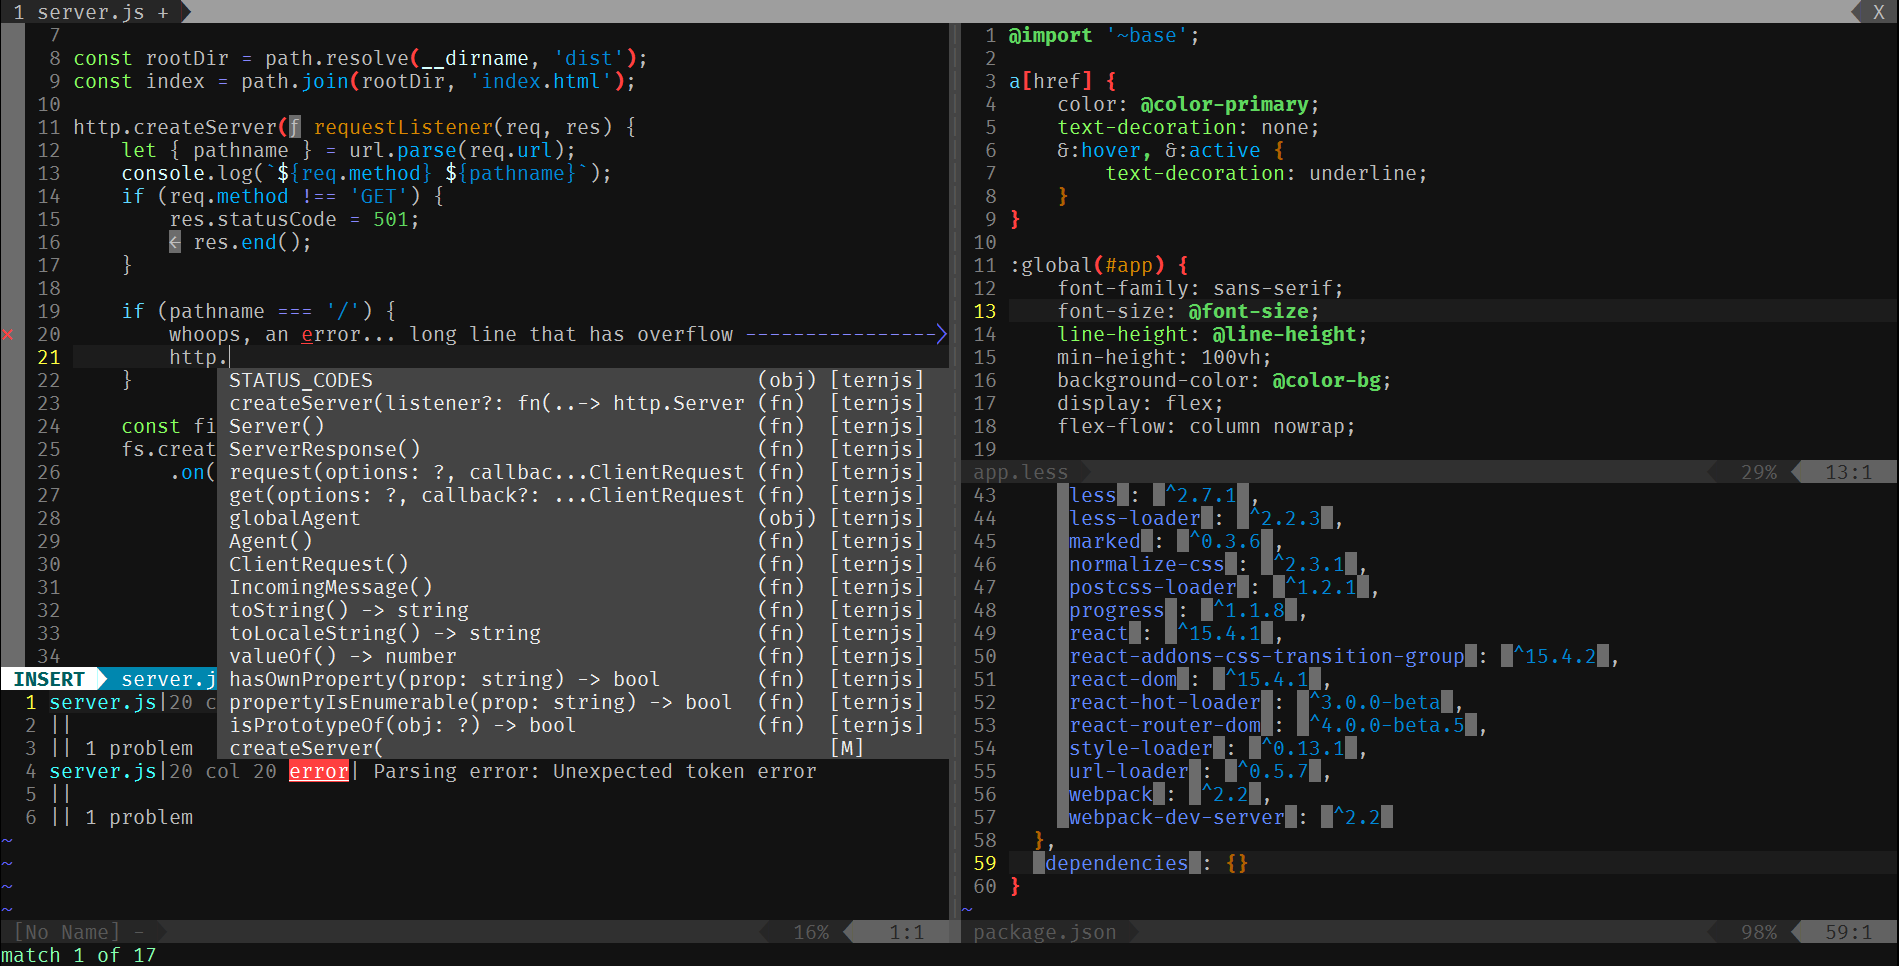 1 server.js + X
7
8 const rootDir = path.resolve(__dirname, 'dist');
9 const index = path.join(rootDir, 'index.html');
10
11 http.createServer(ƒ requestListener(req, res) {
12 let { pathname } = url.parse(req.url);
13 console.log(`${req.method} ${pathname}`);
14 if (req.method !== 'GET') {
15 res.statusCode = 501;
16 ← res.end();
17 }
18
19 if (pathname === '/') {
× 20 whoops, an error... long line that has overflow ---------------->
21 http.
22 }
23
24 const fi
25 fs.creat
26 .on(
27
28
29
30
31
32
33
34
STATUS_CODES (obj) [ternjs]
createServer(listener?: fn(..-> http.Server (fn) [ternjs]
Server() (fn) [ternjs]
ServerResponse() (fn) [ternjs]
request(options: ?, callbac...ClientRequest (fn) [ternjs]
get(options: ?, callback?: ...ClientRequest (fn) [ternjs]
globalAgent (obj) [ternjs]
Agent() (fn) [ternjs]
ClientRequest() (fn) [ternjs]
IncomingMessage() (fn) [ternjs]
toString() -> string (fn) [ternjs]
toLocaleString() -> string (fn) [ternjs]
valueOf() -> number (fn) [ternjs]
hasOwnProperty(prop: string) -> bool (fn) [ternjs]
propertyIsEnumerable(prop: string) -> bool (fn) [ternjs]
isPrototypeOf(obj: ?) -> bool (fn) [ternjs]
createServer( [M]
INSERT server.j
1 server.js|20 c
2 ||
3 || 1 problem
4 server.js|20 col 20 error| Parsing error: Unexpected token error
5 ||
6 || 1 problem
~
~
~
~
[No Name] - 16% 1:1
match 1 of 17
1 @import '~base';
2
3 a[href] {
4 color: @color-primary;
5 text-decoration: none;
6 &:hover, &:active {
7 text-decoration: underline;
8 }
9 }
10
11 :global(#app) {
12 font-family: sans-serif;
13 font-size: @font-size;
14 line-height: @line-height;
15 min-height: 100vh;
16 background-color: @color-bg;
17 display: flex;
18 flex-flow: column nowrap;
19
app.less 29% 13:1
43 less : ^2.7.1 ,
44 less-loader : ^2.2.3 ,
45 marked : ^0.3.6 ,
46 normalize-css : ^2.3.1 ,
47 postcss-loader : ^1.2.1 ,
48 progress : ^1.1.8 ,
49 react : ^15.4.1 ,
50 react-addons-css-transition-group : ^15.4.2 ,
51 react-dom : ^15.4.1 ,
52 react-hot-loader : ^3.0.0-beta ,
53 react-router-dom : ^4.0.0-beta.5 ,
54 style-loader : ^0.13.1 ,
55 url-loader : ^0.5.7 ,
56 webpack : ^2.2 ,
57 webpack-dev-server : ^2.2
58 },
59 dependencies : {}
60 }
~
package.json 98% 59:1